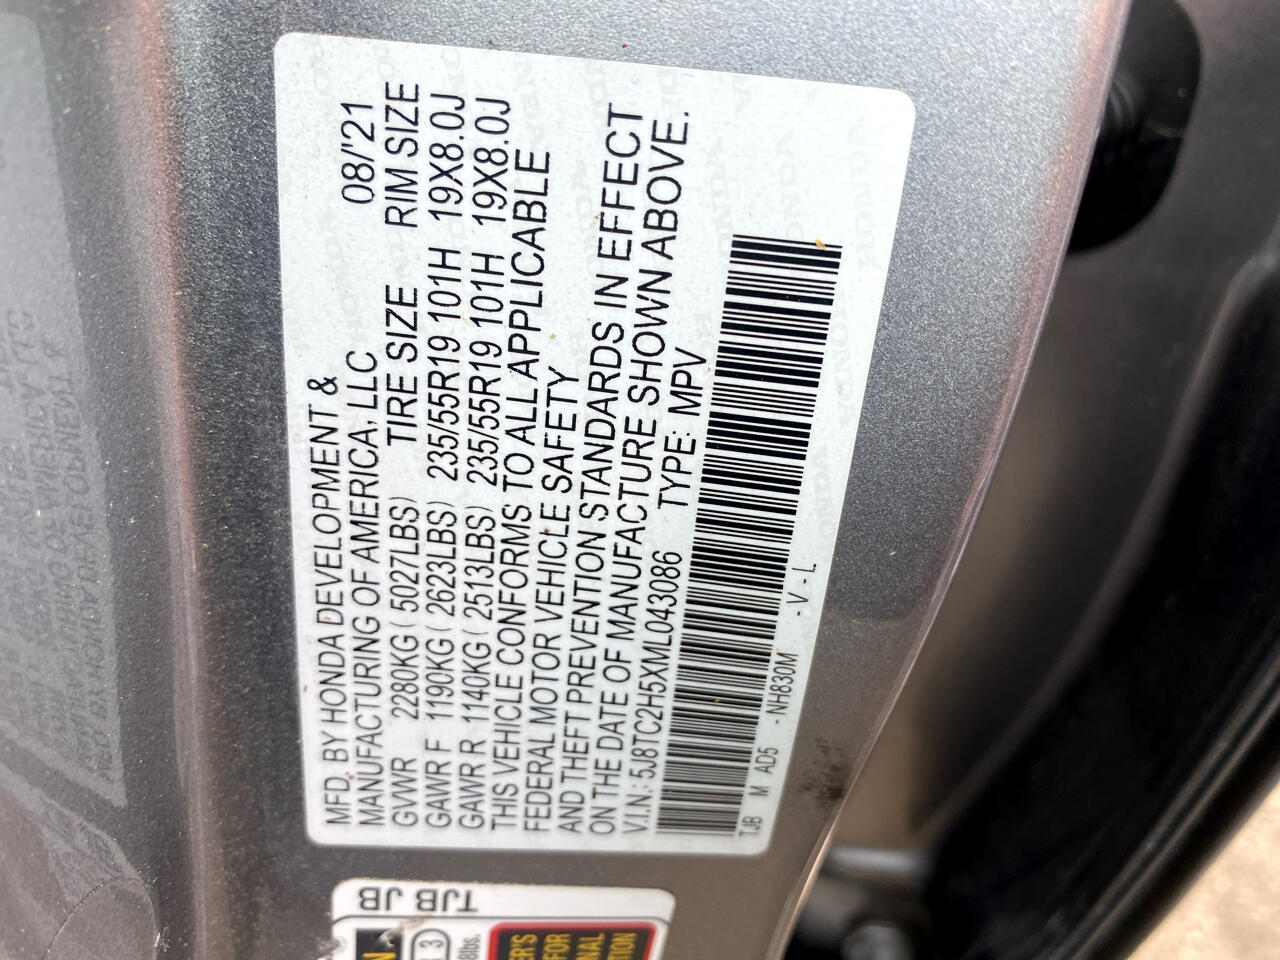 MFD. BY HONDA DEVELOPMENT &
MANUFACTURING OF AMERICA, LLC 08/'21
GVWR 2280KG ( 5027LBS) TIRE SIZE RIM SIZE
GAWR F 1190KG ( 2623LBS) 235/55R19 101H 19X8.0J
GAWR R 1140KG ( 2513LBS) 235/55R19 101H 19X8.0J
THIS VEHICLE CONFORMS TO ALL APPLICABLE
FEDERAL MOTOR VEHICLE SAFETY
AND THEFT PREVENTION STANDARDS IN EFFECT
ON THE DATE OF MANUFACTURE SHOWN ABOVE.
V.I.N.: 5J8TC2H5XML043086 TYPE: MPV
TJB M AD5 - NH830M - V - L
TJB JB
3